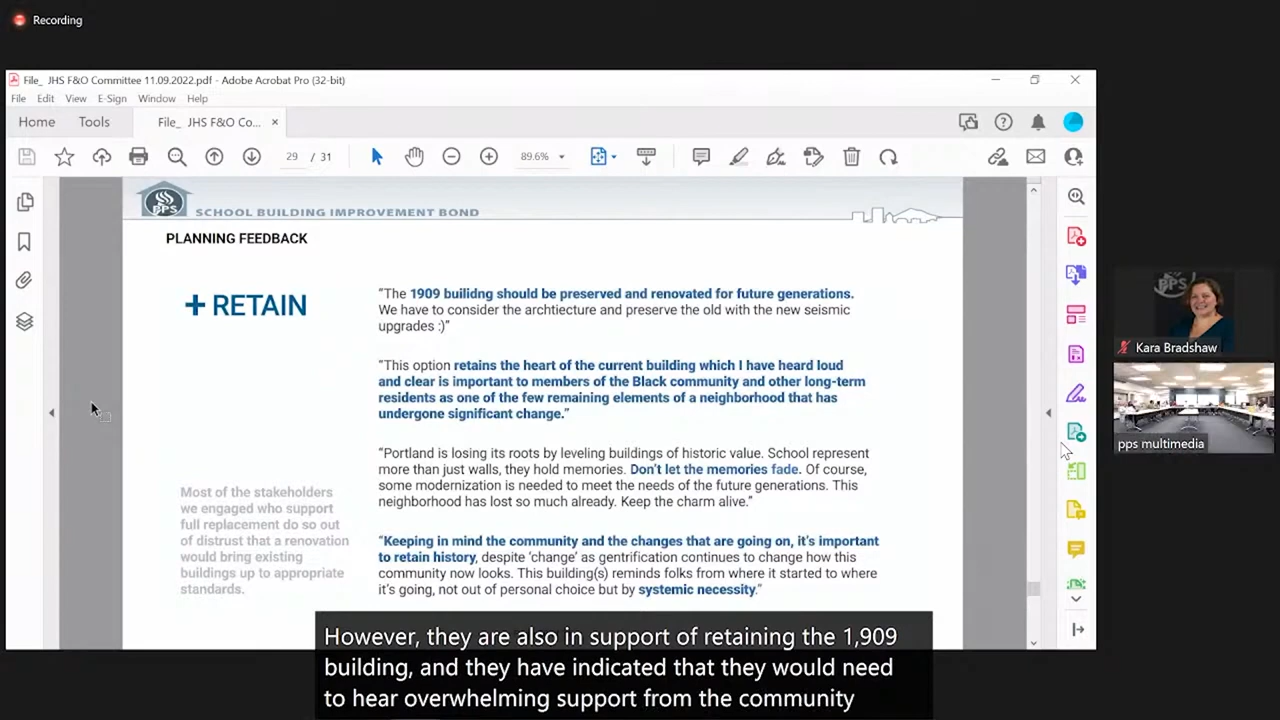 Recording
File_ JHS F&O Committee 11.09.2022.pdf - Adobe Acrobat Pro (32-bit)
File Edit View E-Sign Window Help
Home Tools File_ JHS F&O Co... ×
29 / 31 89.6%
PPS SCHOOL BUILDING IMPROVEMENT BOND
PLANNING FEEDBACK
+ RETAIN
Most of the stakeholders
we engaged who support
full replacement do so out
of distrust that a renovation
would bring existing
buildings up to appropriate
standards.
"The 1909 builidng should be preserved and renovated for future generations.
We have to consider the archtiecture and preserve the old with the new seismic
upgrades :)"
"This option retains the heart of the current building which I have heard loud
and clear is important to members of the Black community and other long-term
residents as one of the few remaining elements of a neighborhood that has
undergone significant change."
"Portland is losing its roots by leveling buildings of historic value. School represent
more than just walls, they hold memories. Don't let the memories fade. Of course,
some modernization is needed to meet the needs of the future generations. This
neighborhood has lost so much already. Keep the charm alive."
"Keeping in mind the community and the changes that are going on, it's important
to retain history, despite 'change' as gentrification continues to change how this
community now looks. This building(s) reminds folks from where it started to where
it's going, not out of personal choice but by systemic necessity."
PPS
Kara Bradshaw
pps multimedia
However, they are also in support of retaining the 1,909
building, and they have indicated that they would need
to hear overwhelming support from the community